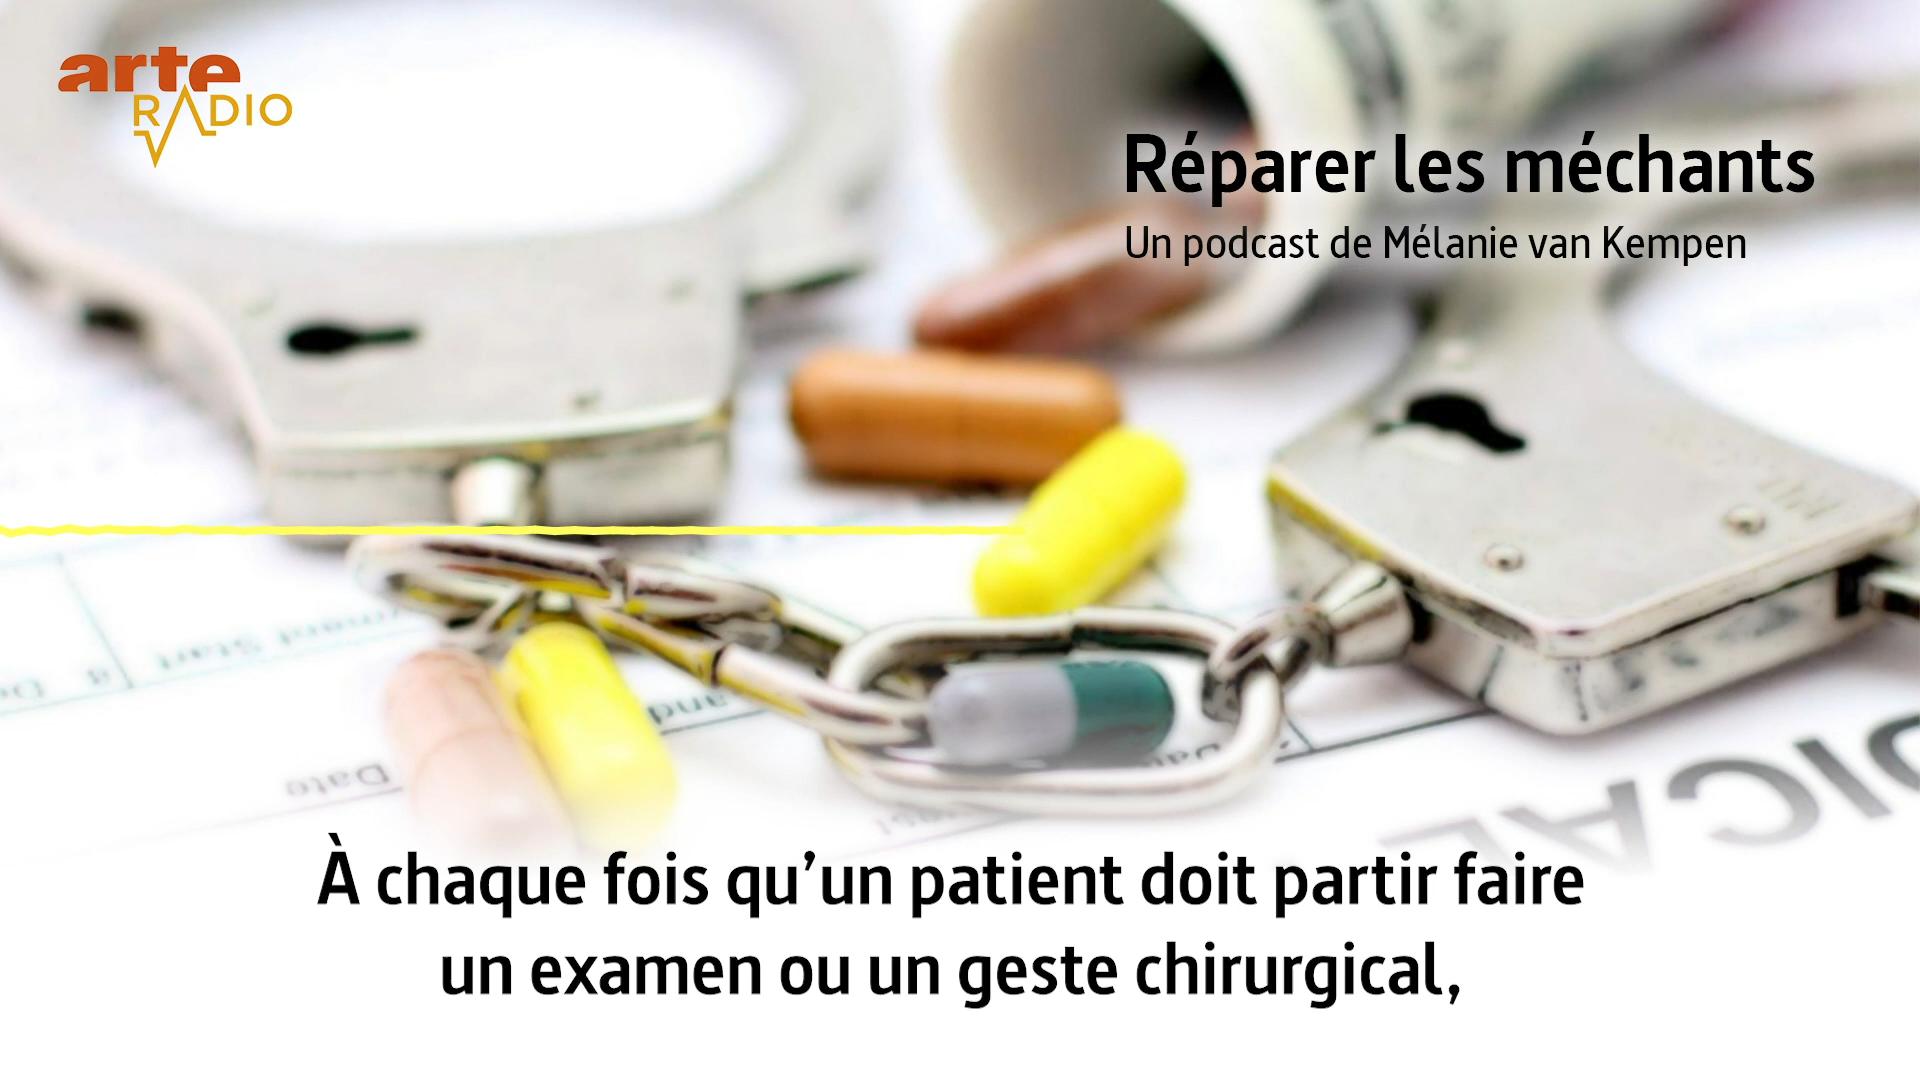 arte
RADIO
Réparer les méchants
Un podcast de Mélanie van Kempen
Date
À chaque fois qu’un patient doit partir faire
un examen ou un geste chirurgical,